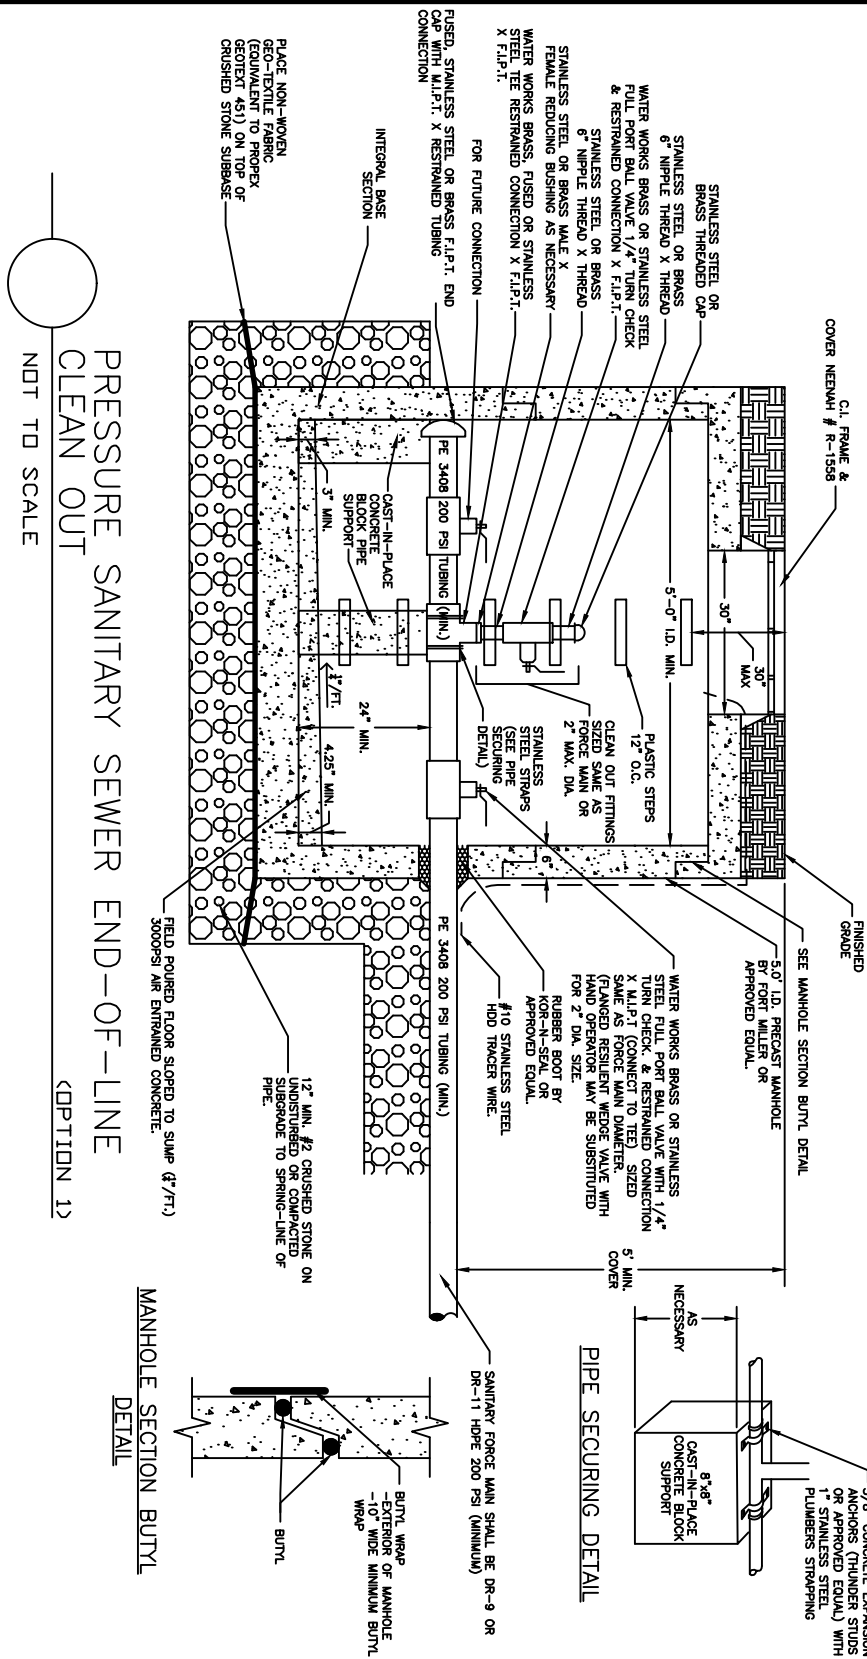 C.I. FRAME &
COVER NEENAH # R-1558
STAINLESS STEEL OR
BRASS THREADED CAP
STAINLESS STEEL OR BRASS
6" NIPPLE THREAD X THREAD
WATER WORKS BRASS OR STAINLESS STEEL
FULL PORT BALL VALVE 1/4" TURN CHECK
& RESTRAINED CONNECTION X F.I.P.T.
STAINLESS STEEL OR BRASS
6" NIPPLE THREAD X THREAD
STAINLESS STEEL OR BRASS MALE X
FEMALE REDUCING BUSHING AS NECESSARY
WATER WORKS BRASS, FUSED OR STAINLESS
STEEL TEE RESTRAINED CONNECTION X F.I.P.T.
X F.I.P.T.
FOR FUTURE CONNECTION
FUSED, STAINLESS STEEL OR BRASS F.I.P.T. END
CAP WITH M.I.P.T. X RESTRAINED TUBING
CONNECTION
INTEGRAL BASE
SECTION
PLACE NON-WOVEN
GEO-TEXTILE FABRIC
(EQUIVALENT TO PROPEX
GEOTEXT 451) ON TOP OF
CRUSHED STONE SUBBASE
30"
30"
MAX
5'-0" I.D. MIN.
PLASTIC STEPS
12" O.C.
CLEAN OUT FITTINGS
SIZED SAME AS
FORCE MAIN OR
2" MAX. DIA.
STAINLESS
STEEL STRAPS
(SEE PIPE
SECURING
DETAIL)
6"
PE 3408 200 PSI TUBING (MIN.)
CAST-IN-PLACE
CONCRETE
BLOCK PIPE
SUPPORT
3" MIN.
24" MIN.
4.25" MIN.
PE 3408 200 PSI TUBING (MIN.)
FINISHED
GRADE
SEE MANHOLE SECTION BUTYL DETAIL
5.0' I.D. PRECAST MANHOLE
BY FORT MILLER OR
APPROVED EQUAL.
WATER WORKS BRASS OR STAINLESS
STEEL FULL PORT BALL VALVE WITH 1/4"
TURN CHECK. & RESTRAINED CONNECTION
X M.I.P.T (CONNECT TO TEE) SIZED
SAME AS FORCE MAIN DIAMETER.
(FLANGED RESILIENT WEDGE VALVE WITH
HAND OPERATOR MAY BE SUBSTITUTED
FOR 2" DIA. SIZE.
RUBBER BOOT BY
KOR-N-SEAL OR
APPROVED EQUAL.
#10 STAINLESS STEEL
HDD TRACER WIRE.
5' MIN.
COVER
12" MIN. #2 CRUSHED STONE ON
UNDISTURBED OR COMPACTED
SUBGRADE TO SPRING-LINE OF
PIPE.
FIELD POURED FLOOR SLOPED TO SUMP
3000PSI AIR ENTRAINED CONCRETE.
PRESSURE SANITARY SEWER END-OF-LINE
CLEAN OUT
(OPTION 1)
NOT TO SCALE
ANCHORS (THUNDER STUDS
OR APPROVED EQUAL) WITH
1" STAINLESS STEEL
PLUMBERS STRAPPING
8"x8"
CAST-IN-PLACE
CONCRETE BLOCK
SUPPORT
AS
NECESSARY
PIPE SECURING DETAIL
SANITARY FORCE MAIN SHALL BE DR-9 OR
DR-11 HDPE 200 PSI (MINIMUM)
BUTYL WRAP
-EXTERIOR OF MANHOLE
-10" WIDE MINIMUM BUTYL
WRAP
BUTYL
MANHOLE SECTION BUTYL
DETAIL